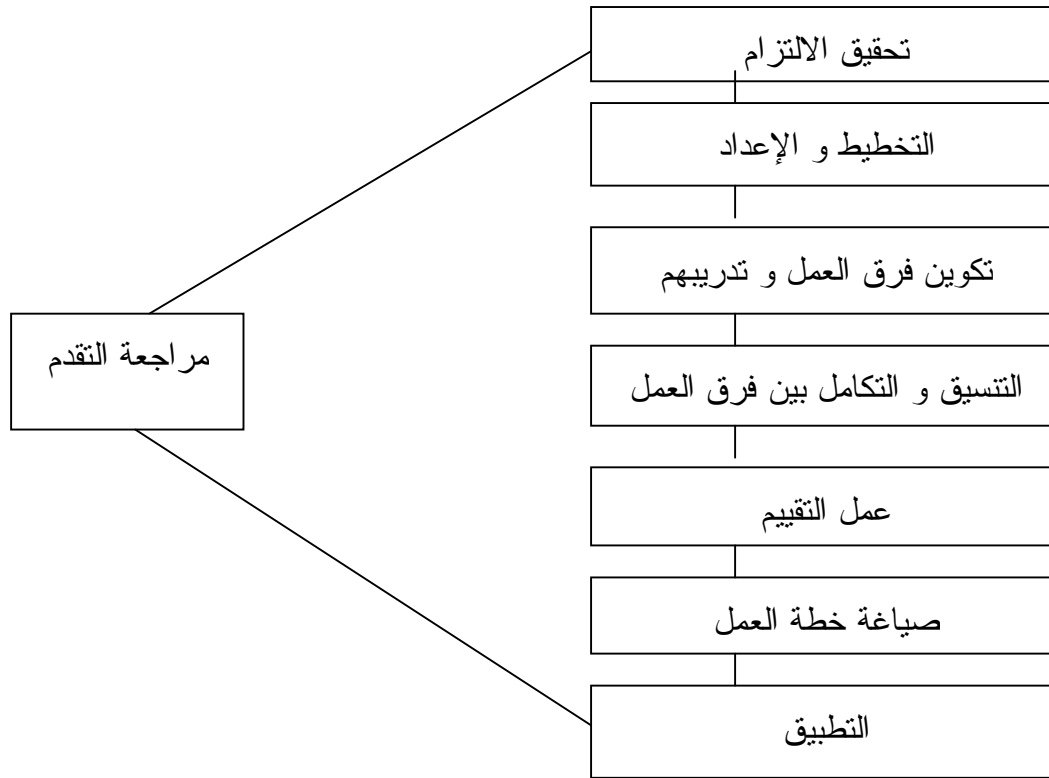 تحقيق الالتزام
التخطيط و الإعداد
تكوين فرق العمل و تدريبهم
مراجعة التقدم
التنسيق و التكامل بين فرق العمل
عمل التقييم
صياغة خطة العمل
التطبيق